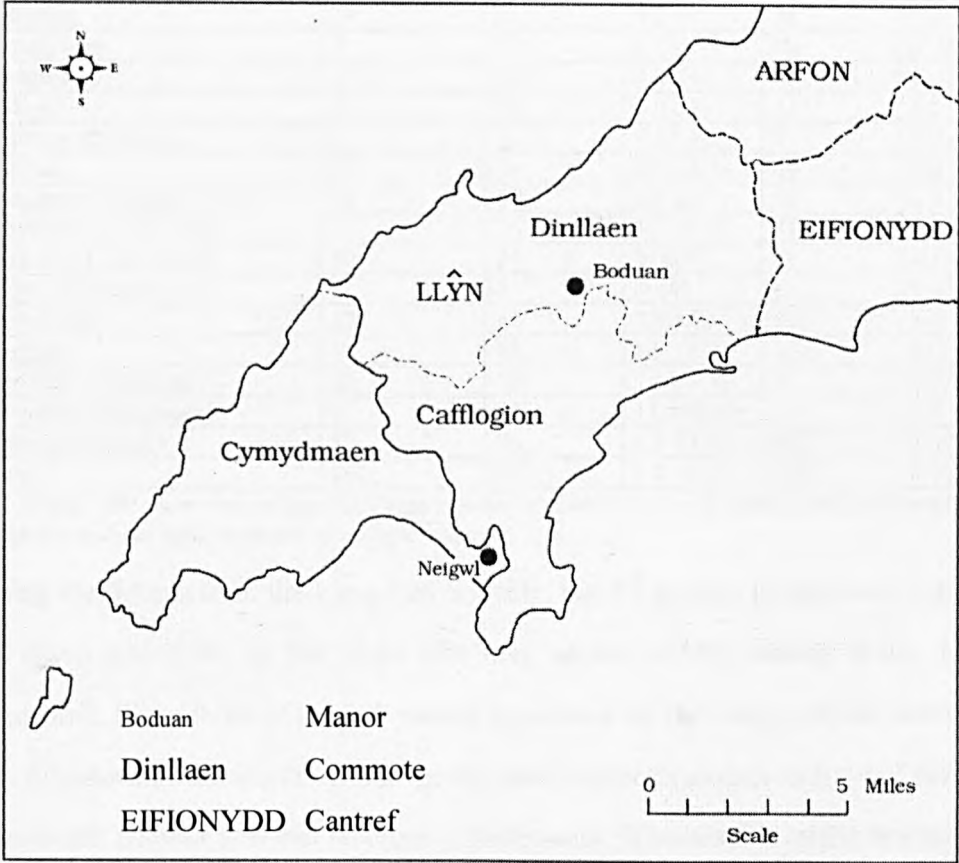 N
W E
S
ARFON
Dinllaen
EIFIONYDD
Boduan
LLŶN
Cafflogion
Cymydmaen
Neigwl
Boduan Manor
Dinllaen Commote
EIFIONYDD Cantref
0 5 Miles
Scale